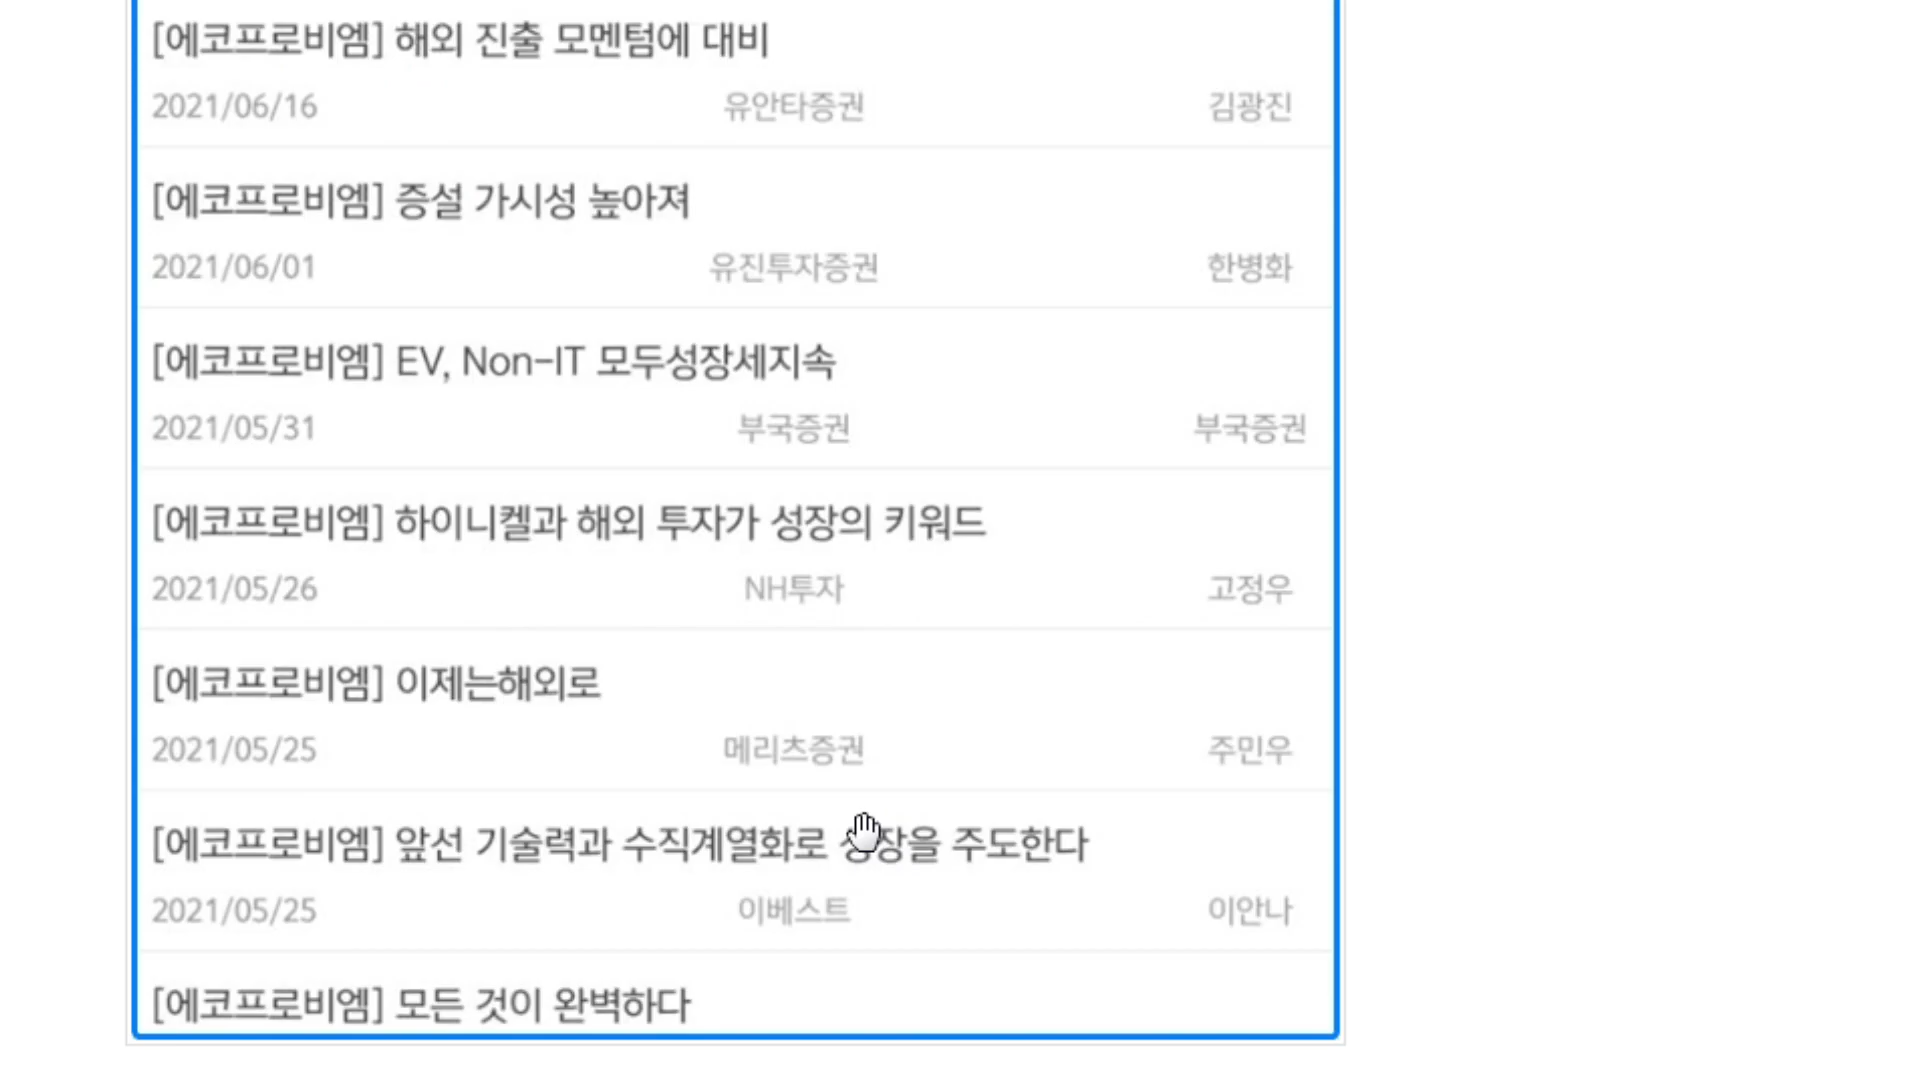 [에코프로비엠] 해외 진출 모멘텀에 대비
2021/06/16 유안타증권 김광진
[에코프로비엠] 증설 가시성 높아져
2021/06/01 유진투자증권 한병화
[에코프로비엠] EV, Non-IT 모두성장세지속
2021/05/31 부국증권 부국증권
[에코프로비엠] 하이니켈과 해외 투자가 성장의 키워드
2021/05/26 NH투자 고정우
[에코프로비엠] 이제는해외로
2021/05/25 메리츠증권 주민우
[에코프로비엠] 앞선 기술력과 수직계열화로 성장을 주도한다
2021/05/25 이베스트 이안나
[에코프로비엠] 모든 것이 완벽하다